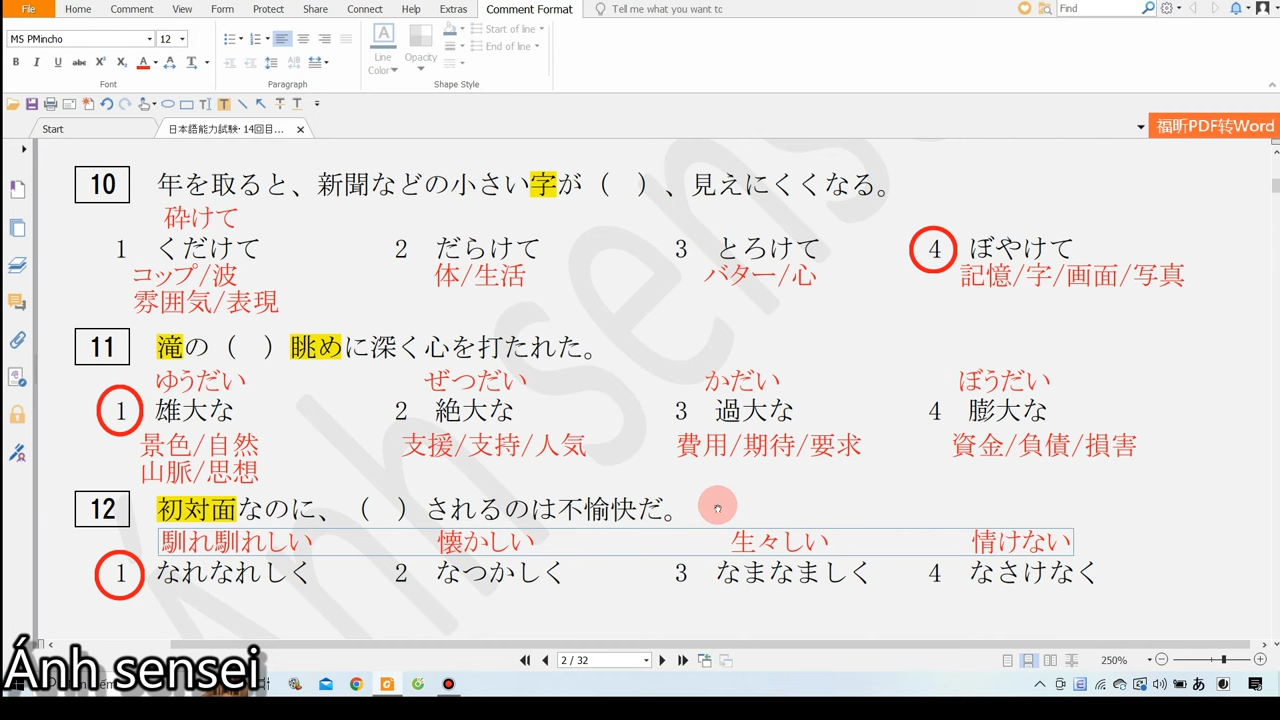 File Home Comment View Form Protect Share Connect Help Extras Comment Format Tell me what you want to Find
MS PMincho 12 Start of line
End of line
Line Color Opacity
Font Paragraph Shape Style
Start 日本語能力試験- 14回目... 福昕PDF转Word
10 年を取ると、新聞などの小さい字が（ ）、見えにくくなる。
砕けて
1 くだけて 2 だらけて 3 とろけて 4 ぼやけて
コップ/波 体/生活 バター/心 記憶/字/画面/写真
雰囲気/表現
11 滝の（ ）眺めに深く心を打たれた。
ゆうだい ぜつだい かだい ぼうだい
1 雄大な 2 絶大な 3 過大な 4 膨大な
景色/自然 支援/支持/人気 費用/期待/要求 資金/負債/損害
山脈/思想
12 初対面なのに、（ ）されるのは不愉快だ。
馴れ馴れしい 懐かしい 生々しい 情けない
1 なれなれしく 2 なつかしく 3 なまなましく 4 なさけなく
Ánh sensei
2 / 32 250%
Ánh sensei